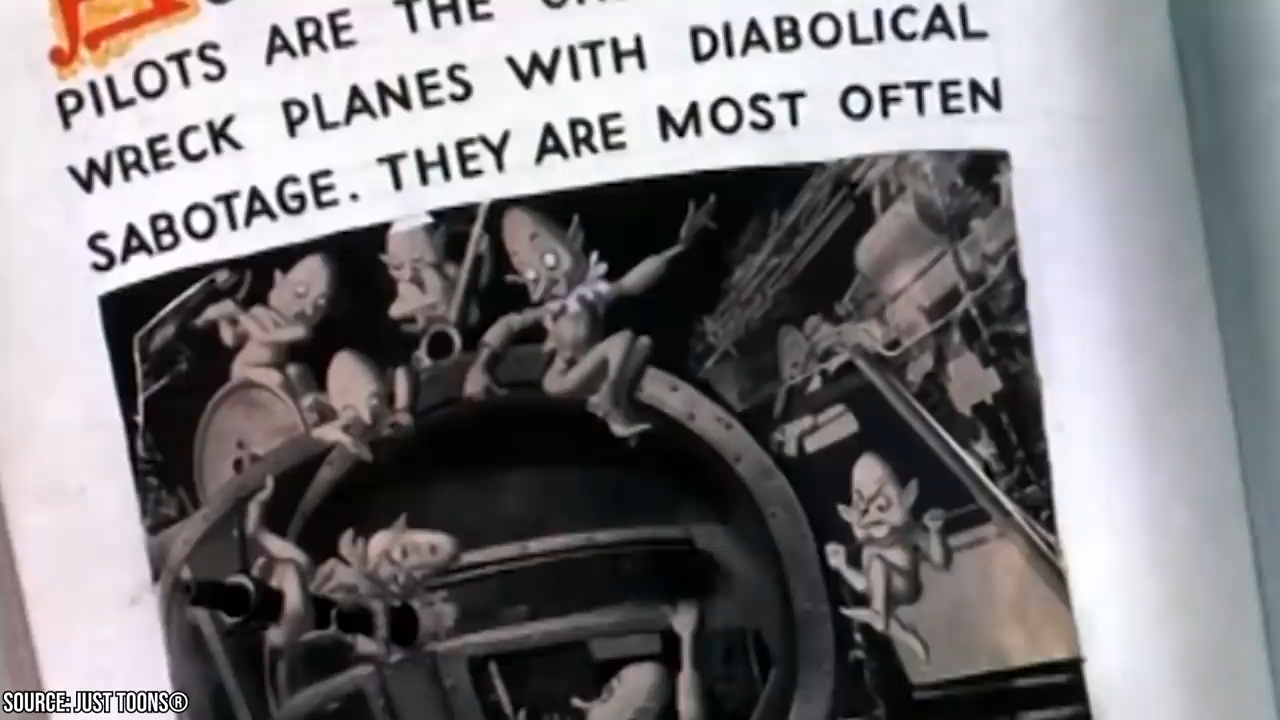 PILOTS ARE THE
WRECK PLANES WITH DIABOLICAL
SABOTAGE. THEY ARE MOST OFTEN
SOURCE: JUST TOONS®